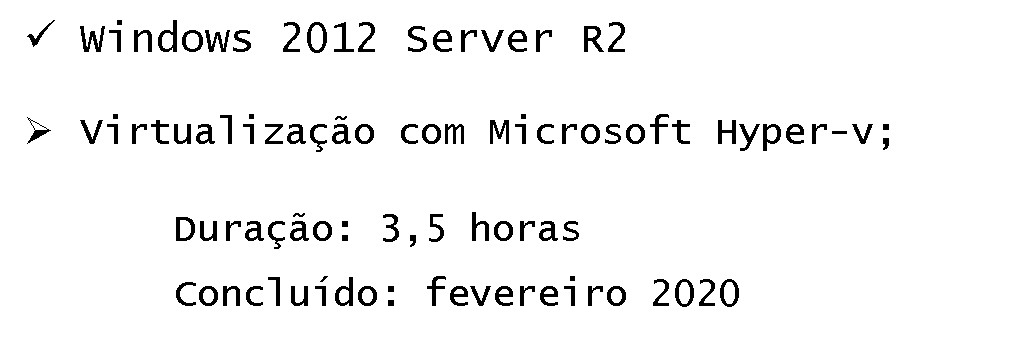 ✓ Windows 2012 Server R2
➢ Virtualização com Microsoft Hyper-v;
Duração: 3,5 horas
Concluído: fevereiro 2020